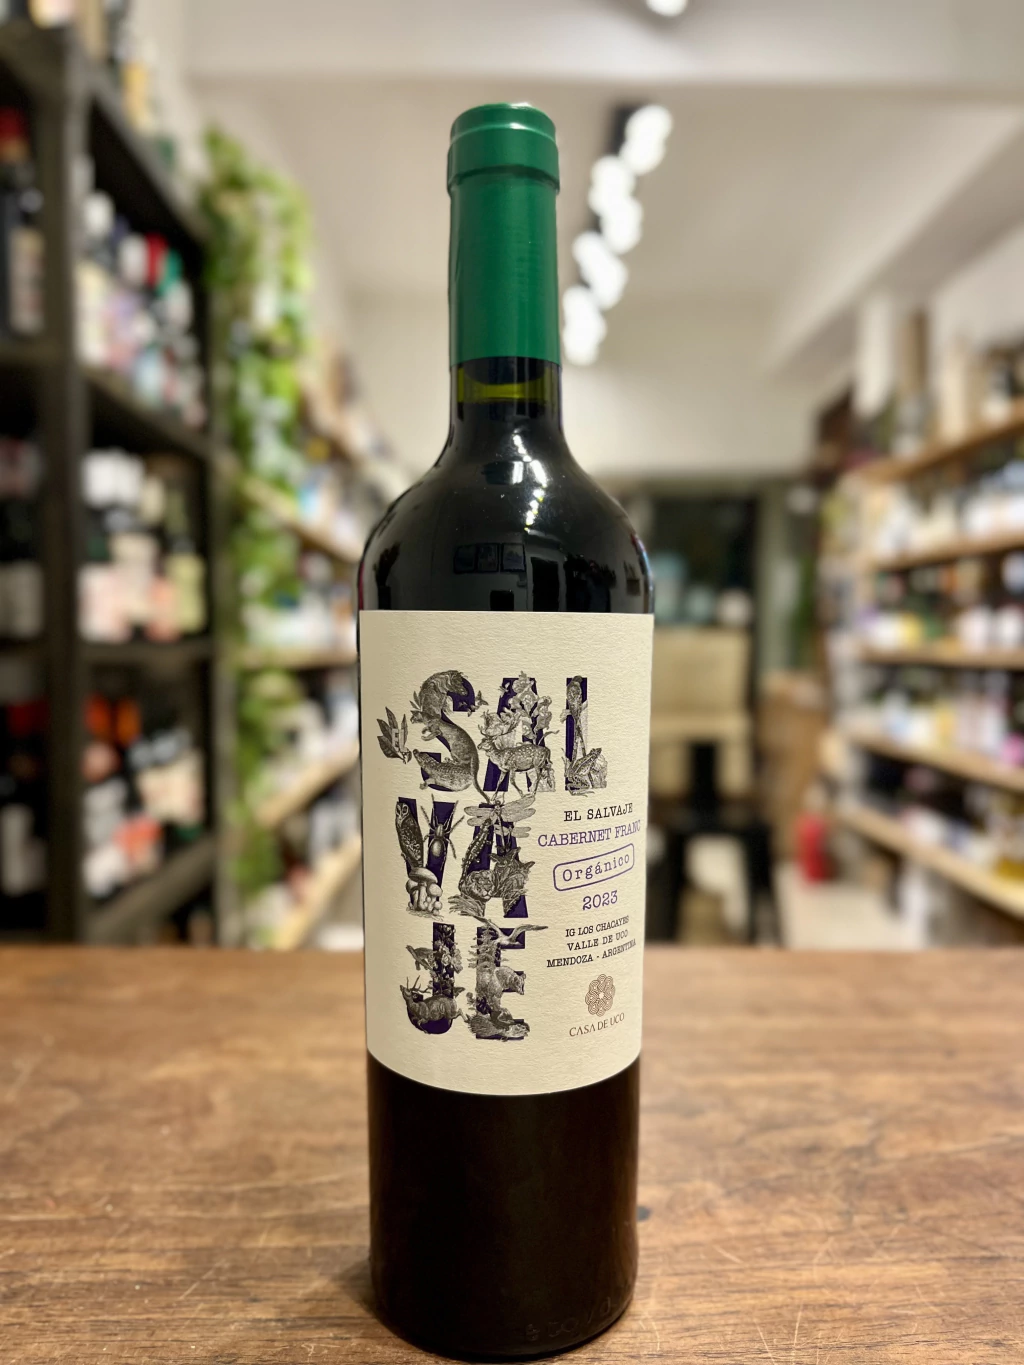 EL
SAL
VA
JE
EL SALVAJE
CABERNET FRANC
Orgánico
2023
IG LOS CHACAYES
VALLE DE UCO
MENDOZA - ARGENTINA
CASA DE UCO